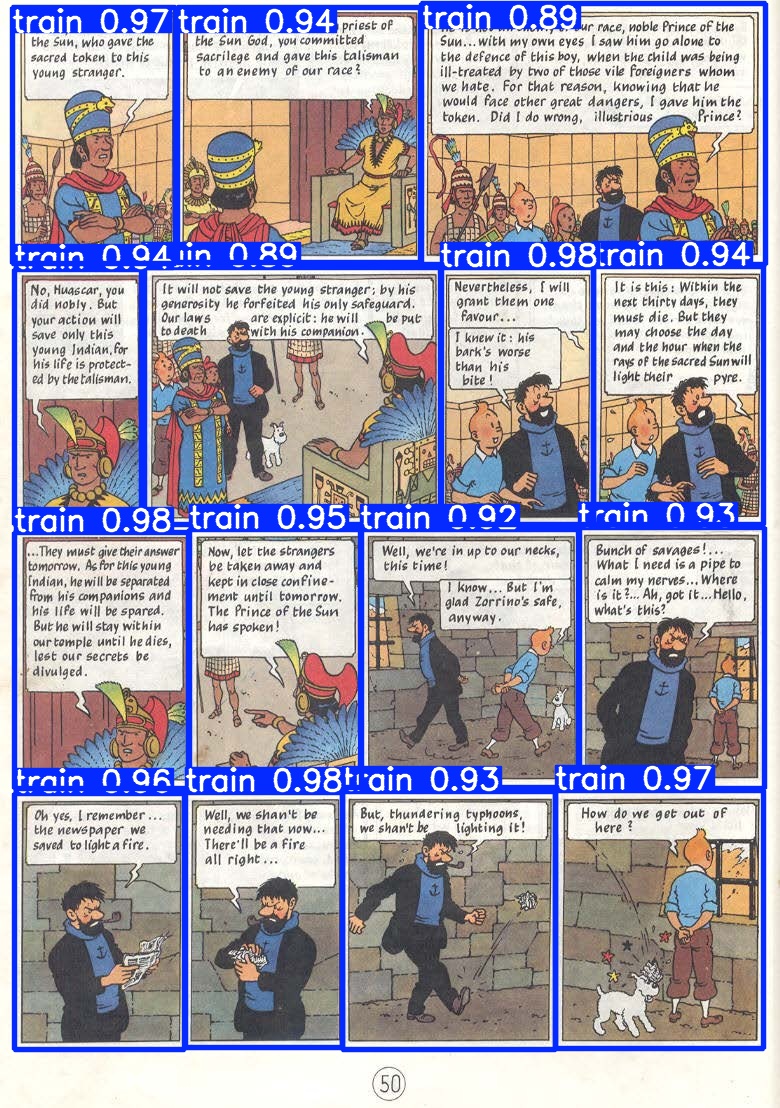 train 0.97
the Sun, who gave the
sacred token to this
young stranger.
train 0.94
priest of
the Sun God, you committed
sacrilege and gave this talisman
to an enemy of our race?
train 0.89
our race, noble Prince of the
Sun...with my own eyes I saw him go alone to
the defence of this boy, when the child was being
ill-treated by two of those vile foreigners whom
we hate. For that reason, knowing that he
would face other great dangers, I gave him the
token. Did I do wrong, illustrious Prince?
train 0.94
No, Huascar, you
did nobly. But
your action will
save only this
young Indian, for
his life is protect-
ed by the talisman.
0.89
It will not save the young stranger: by his
generosity he forfeited his only safeguard.
Our laws are explicit: he will be put
to death with his companion.
train 0.98
Nevertheless, I will
grant them one
favour...
I knew it: his
bark's worse
than his
bite!
train 0.94
It is this: Within the
next thirty days, they
must die. But they
may choose the day
and the hour when the
rays of the sacred Sun will
light their pyre.
train 0.98
...They must give their answer
tomorrow. As for this young
Indian, he will be separated
from his companions and
his life will be spared.
But he will stay within
our temple until he dies,
lest our secrets be
divulged.
train 0.95
Now, let the strangers
be taken away and
kept in close confine-
ment until tomorrow.
The Prince of the Sun
has spoken!
train 0.92
Well, we're in up to our necks,
this time!
I know... But I'm
glad Zorrino's safe,
anyway.
train 0.93
Bunch of savages!...
What I need is a pipe to
calm my nerves... Where
is it?... Ah, got it... Hello,
what's this?
train 0.96
Oh yes, I remember...
the newspaper we
saved to light a fire.
train 0.98
Well, we shan't be
needing that now...
There'll be a fire
all right...
train 0.93
But, thundering typhoons,
we shan't be lighting it!
train 0.97
How do we get out of
here?
50